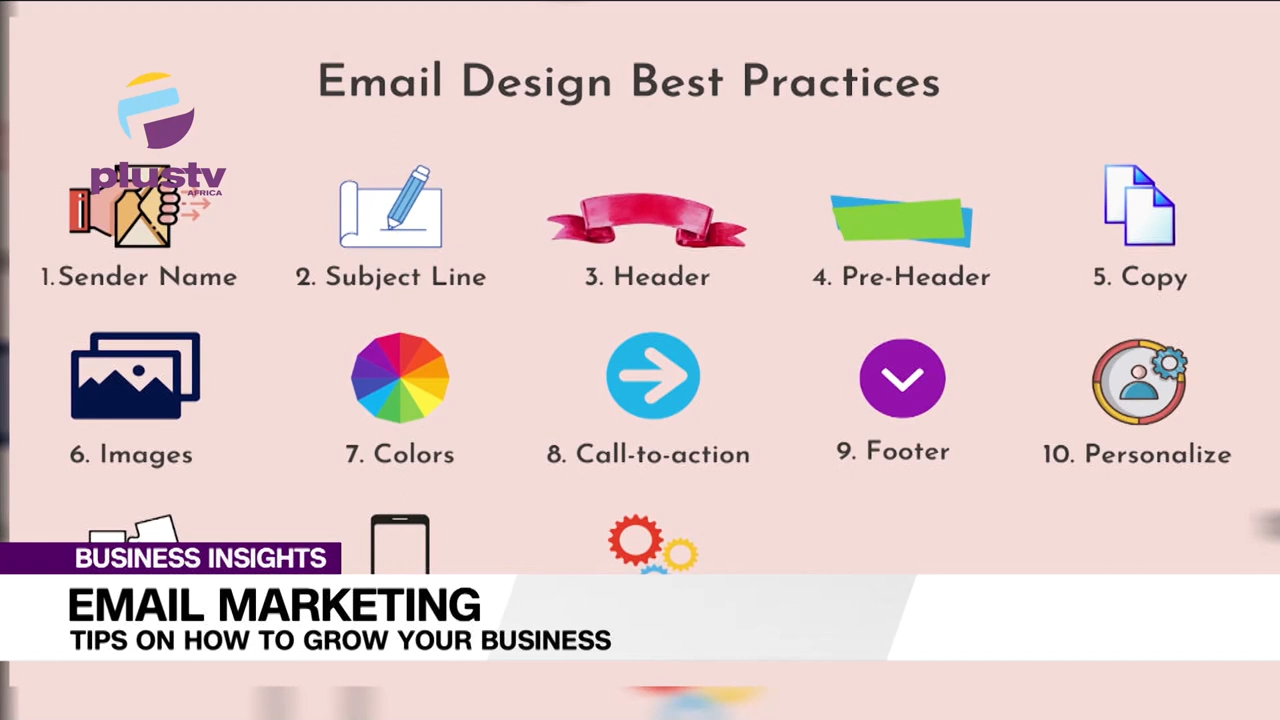 Email Design Best Practices
plustv
AFRICA
1.Sender Name
2. Subject Line
3. Header
4. Pre-Header
5. Copy
6. Images
7. Colors
8. Call-to-action
9. Footer
10. Personalize
BUSINESS INSIGHTS
EMAIL MARKETING
TIPS ON HOW TO GROW YOUR BUSINESS